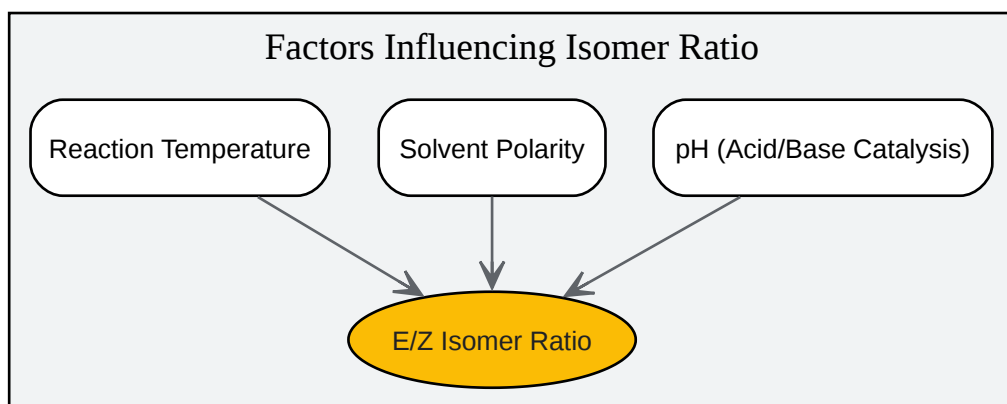 Factors Influencing Isomer Ratio
Reaction Temperature
Solvent Polarity
pH (Acid/Base Catalysis)
E/Z Isomer Ratio